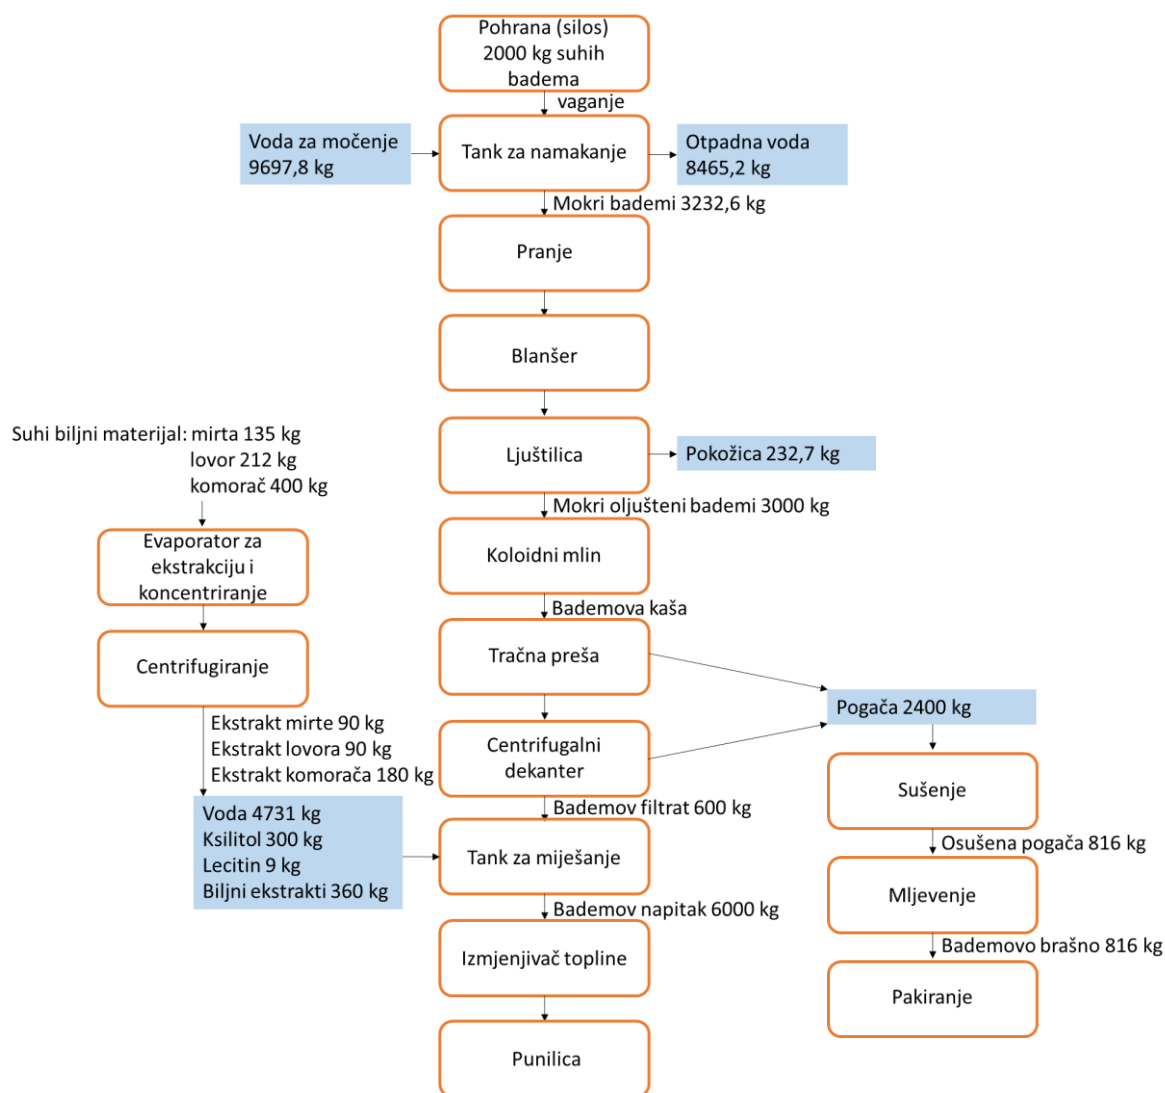 Pohrana (silos)
2000 kg suhih
badema
vaganje
Voda za močenje
9697,8 kg
Tank za namakanje
Otpadna voda
8465,2 kg
Mokri bademi 3232,6 kg
Pranje
Blanšer
Ljuštilica
Pokožica 232,7 kg
Mokri oljušteni bademi 3000 kg
Koloidni mlin
Bademova kaša
Tračna preša
Centrifugalni
dekanter
Bademov filtrat 600 kg
Suhi biljni materijal: mirta 135 kg
lovor 212 kg
komorač 400 kg
Evaporator za
ekstrakciju i
koncentriranje
Centrifugiranje
Ekstrakt mirte 90 kg
Ekstrakt lovora 90 kg
Ekstrakt komorača 180 kg
Voda 4731 kg
Ksilitol 300 kg
Lecitin 9 kg
Biljni ekstrakti 360 kg
Tank za miješanje
Bademov napitak 6000 kg
Izmjenjivač topline
Punilica
Pogača 2400 kg
Sušenje
Osušena pogača 816 kg
Mljevenje
Bademovo brašno 816 kg
Pakiranje